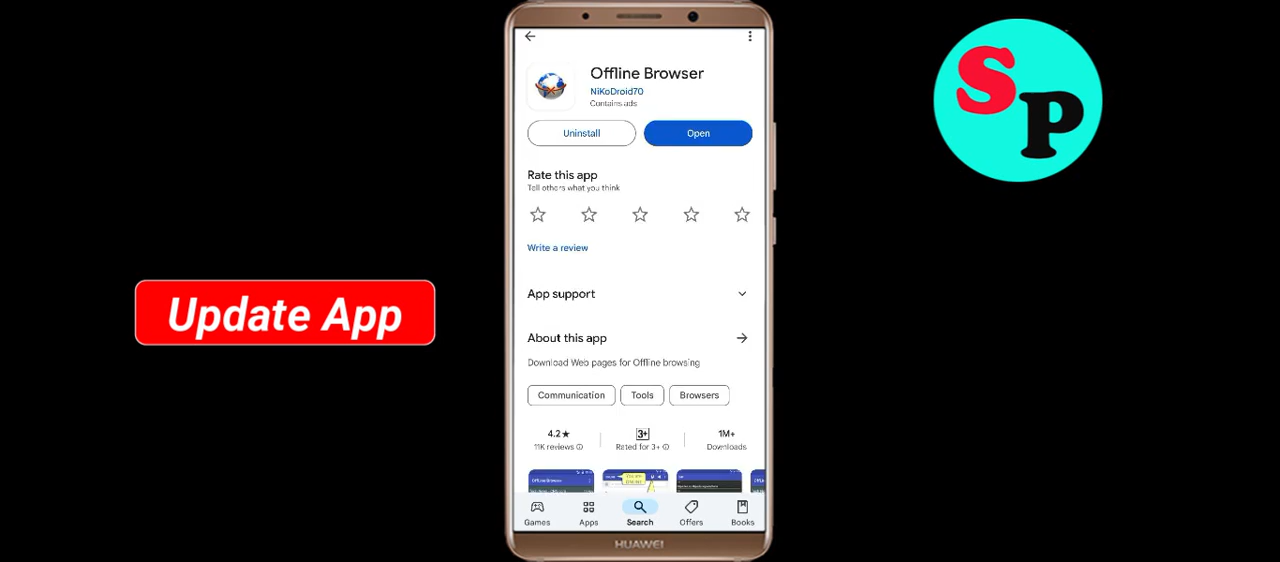 Offline Browser
NiKoDroid70
Contains ads
Uninstall
Open
Rate this app
Tell others what you think
Write a review
App support
About this app
Download Web pages for Offline browsing
Communication
Tools
Browsers
4.2★
11K reviews
3+
Rated for 3+
1M+
Downloads
Offline Browser
Games
Apps
Search
Offers
Books
HUAWEI
Update App
SP